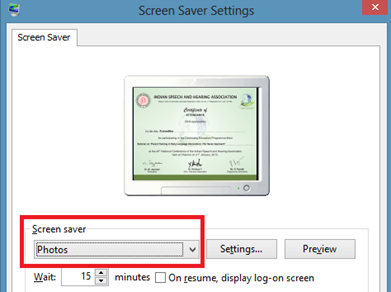 Screen Saver Settings
Screen Saver
INDIAN SPEECH AND HEARING ASSOCIATION
Certificate of
ATTENDANCE
Screen saver
Photos
Settings...
Preview
Wait: 15 minutes
On resume, display log-on screen